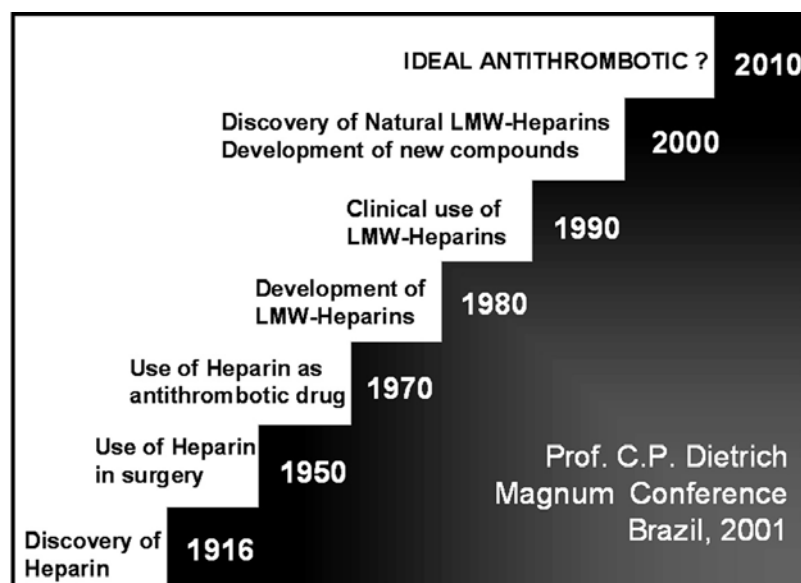 IDEAL ANTITHROMBOTIC ?
2010
Discovery of Natural LMW-Heparins
Development of new compounds
2000
Clinical use of
LMW-Heparins
1990
Development of
LMW-Heparins
1980
Use of Heparin as
antithrombotic drug
1970
Use of Heparin
in surgery
1950
Discovery of
Heparin
1916
Prof. C.P. Dietrich
Magnum Conference
Brazil, 2001